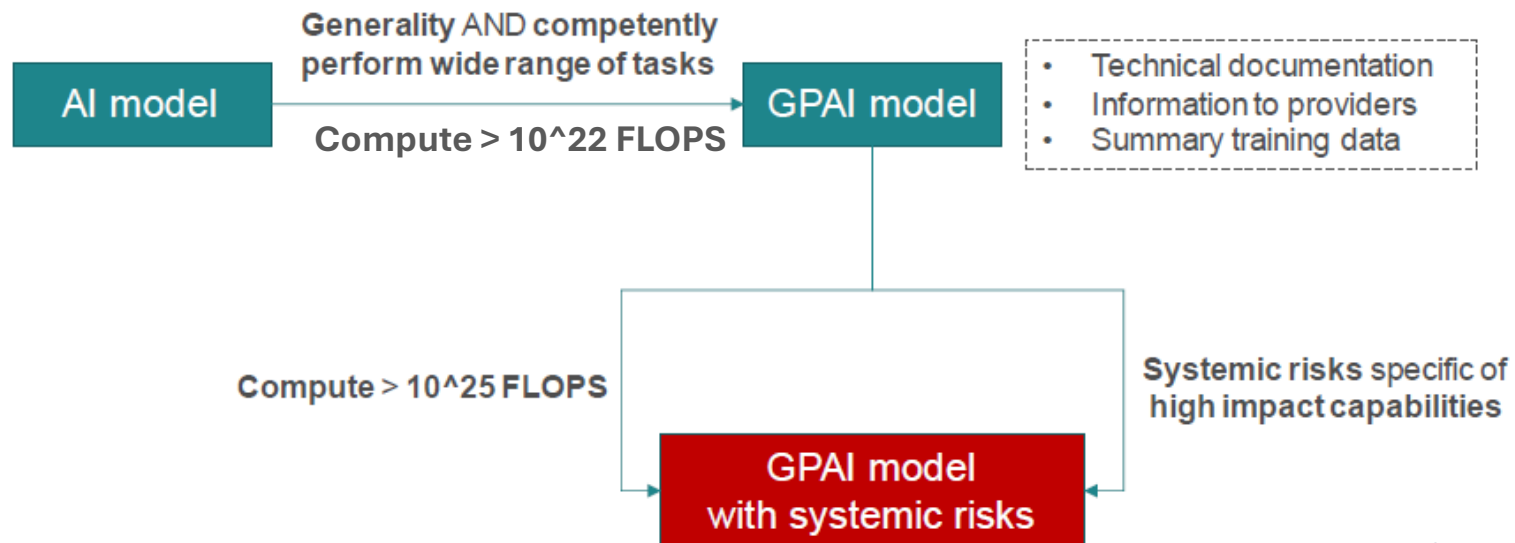 Generality AND competently
perform wide range of tasks
AI model
GPAI model
Compute > 10^22 FLOPS
• Technical documentation
• Information to providers
• Summary training data
Compute > 10^25 FLOPS
Systemic risks specific of
high impact capabilities
GPAI model
with systemic risks